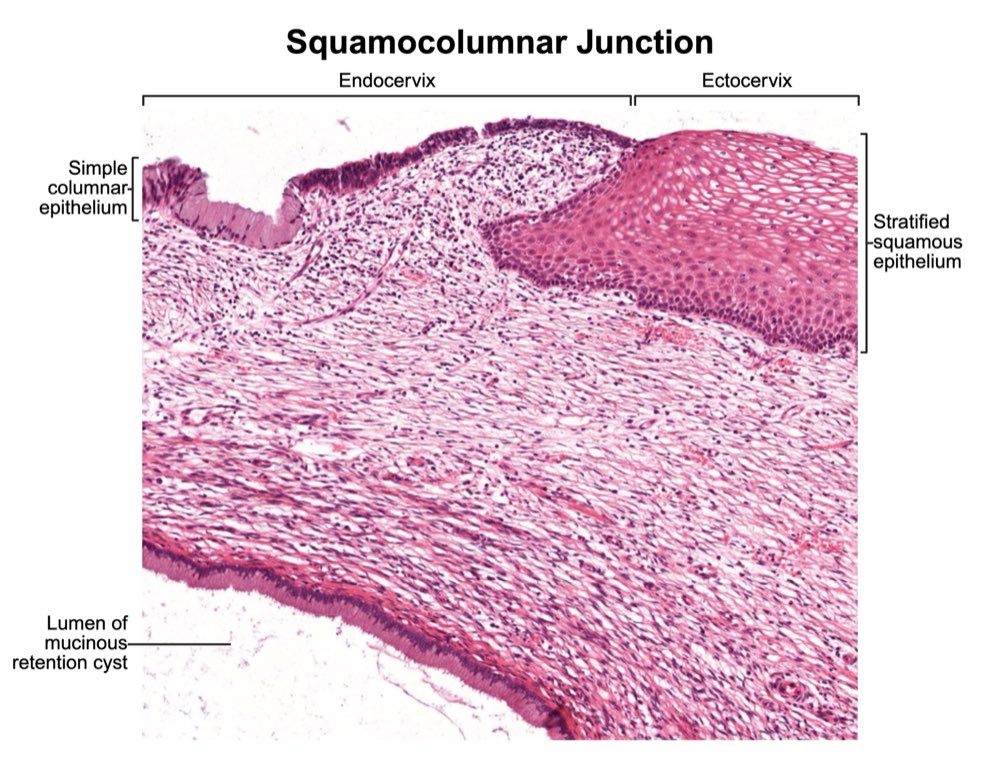 Squamocolumnar Junction
Endocervix
Ectocervix
Simple
columnar
epithelium
Stratified
squamous
epithelium
Lumen of
mucinous
retention cyst